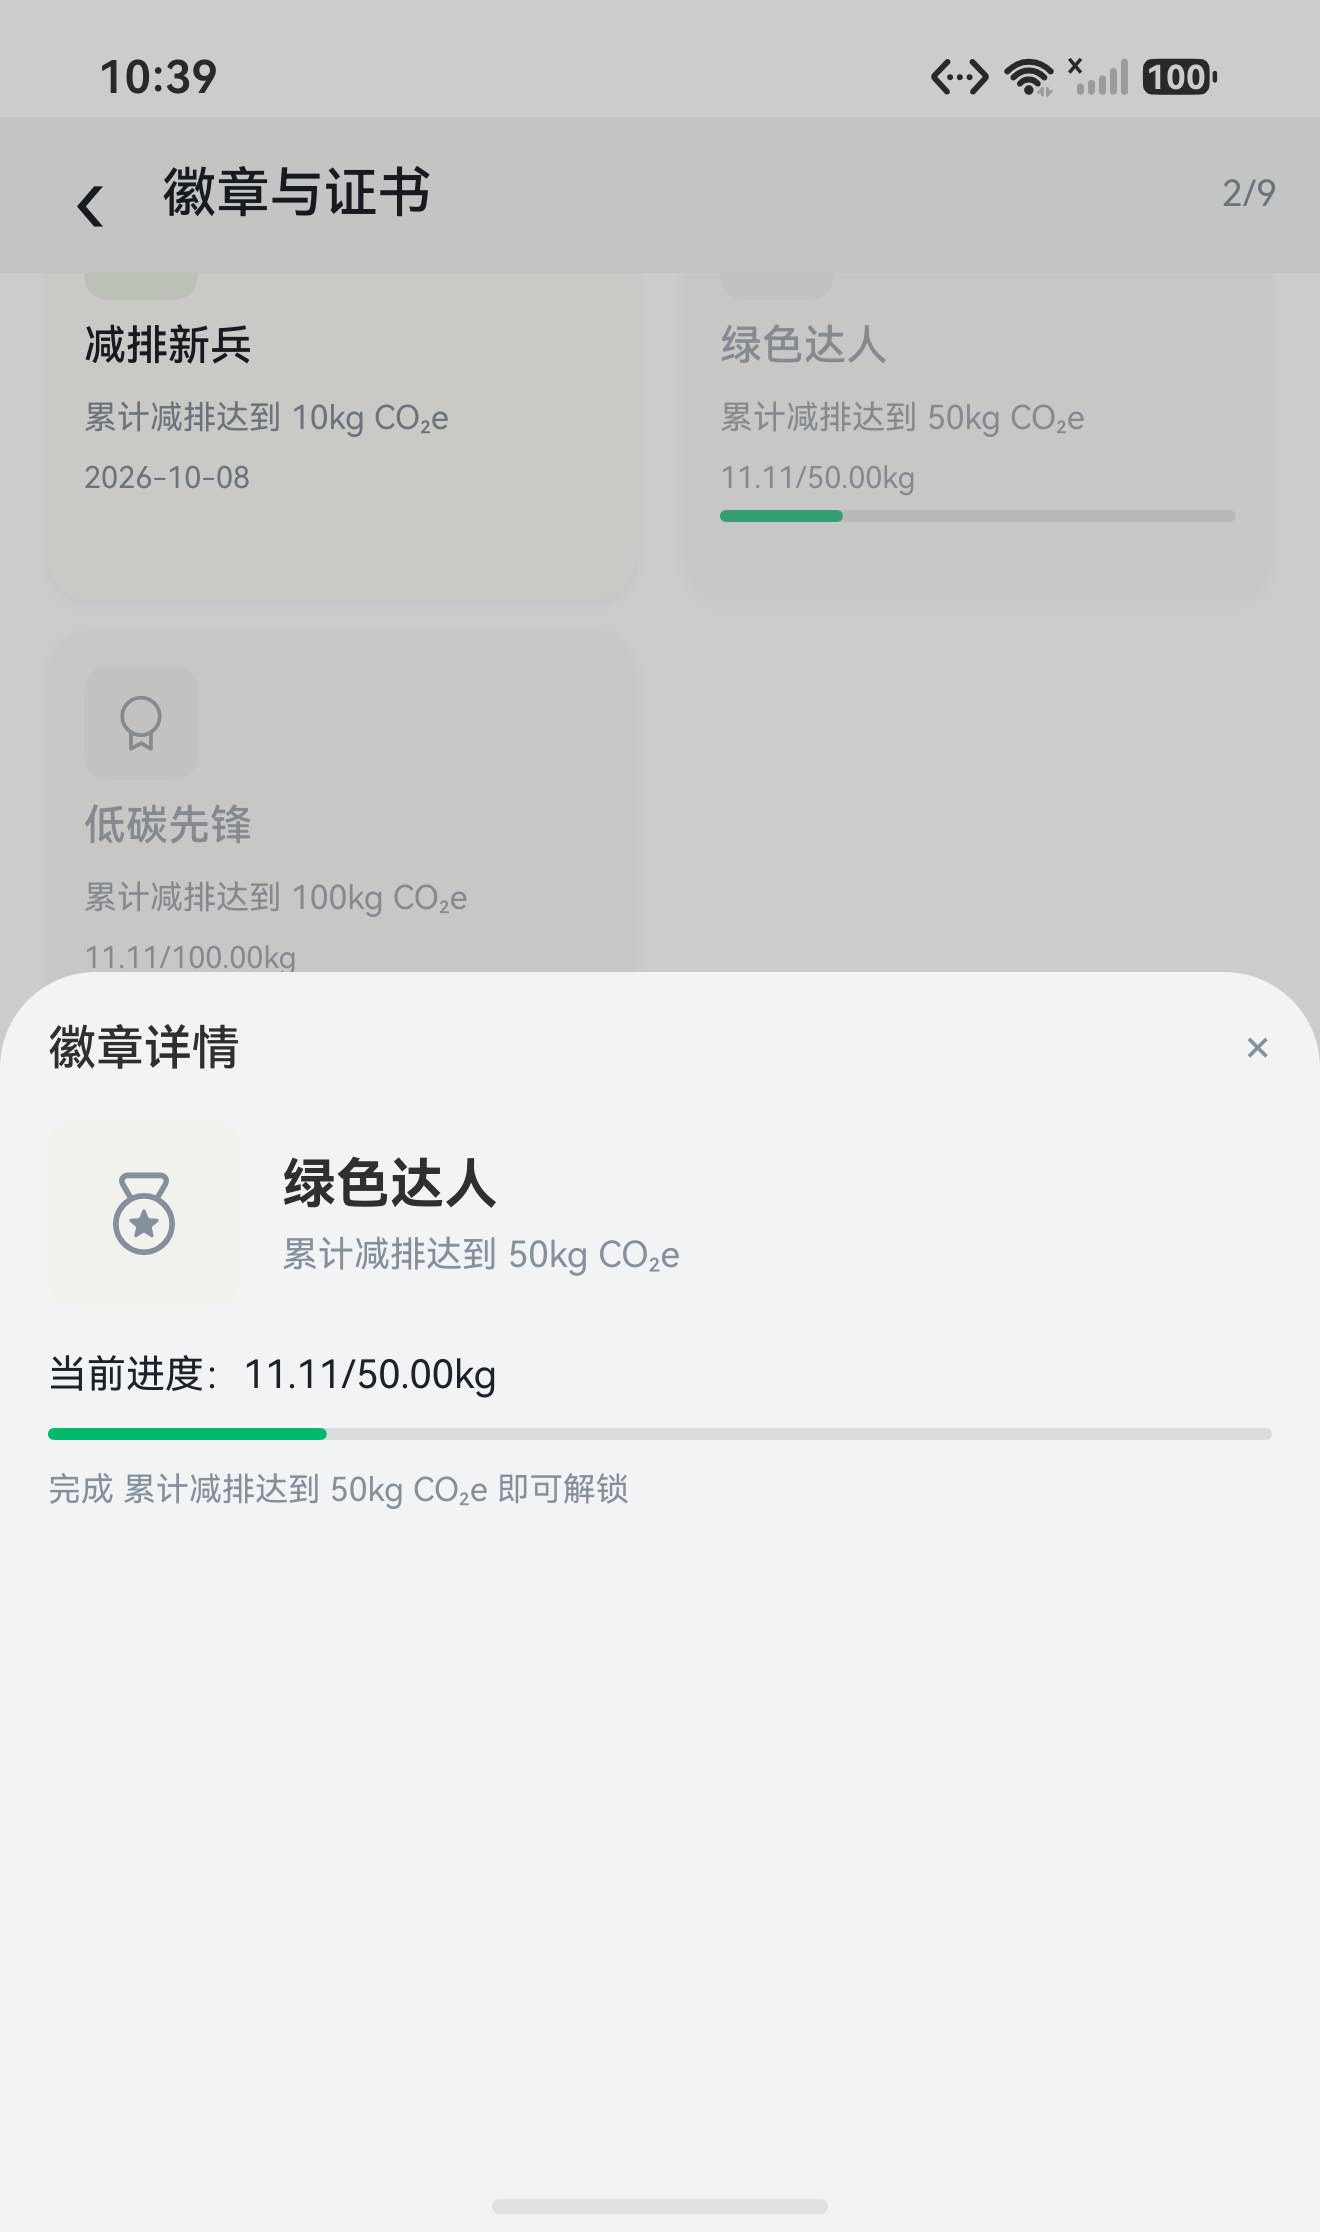 10:39
100
徽章与证书
2/9
减排新兵
累计减排达到 10kg CO₂e
2026-10-08
绿色达人
累计减排达到 50kg CO₂e
11.11/50.00kg
低碳先锋
累计减排达到 100kg CO₂e
11.11/100.00kg
徽章详情
绿色达人
累计减排达到 50kg CO₂e
当前进度：11.11/50.00kg
完成 累计减排达到 50kg CO₂e 即可解锁